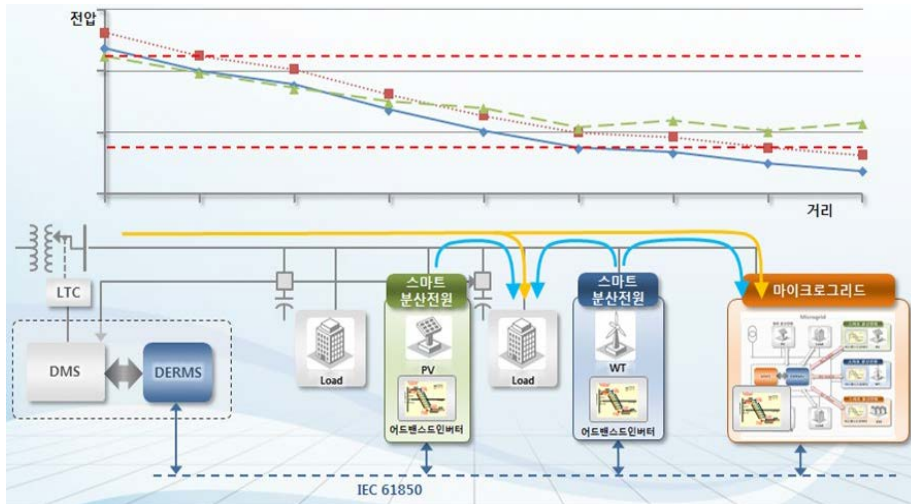 전압
거리
LTC
DMS
DERMS
Load
스마트
분산전원
PV
어드밴스드인버터
Load
스마트
분산전원
WT
어드밴스드인버터
마이크로그리드
Microgrid
IEC 61850